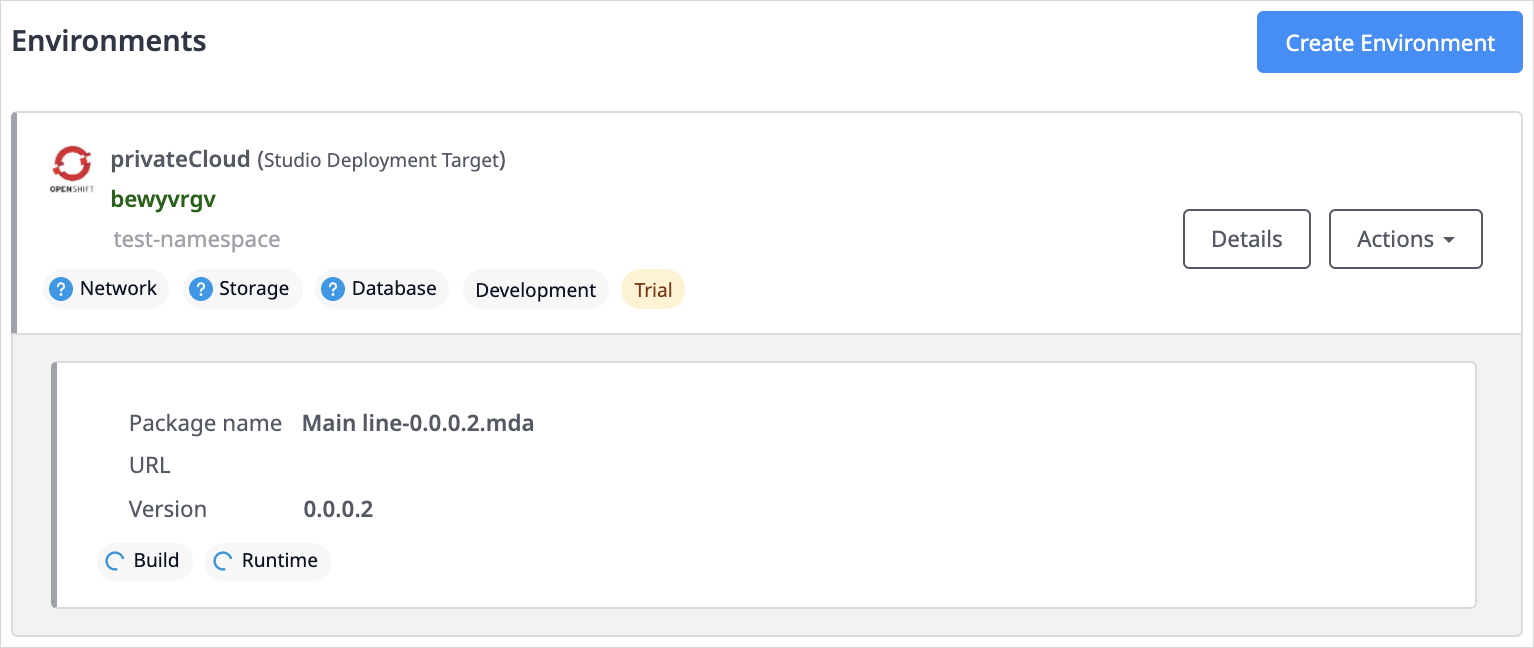 Environments
Create Environment
OPENSHIFT
privateCloud (Studio Deployment Target)
bewyvrgv
test-namespace
Details
Actions
? Network
? Storage
? Database
Development
Trial
Package name Main line-0.0.0.2.mda
URL
Version 0.0.0.2
Build
Runtime